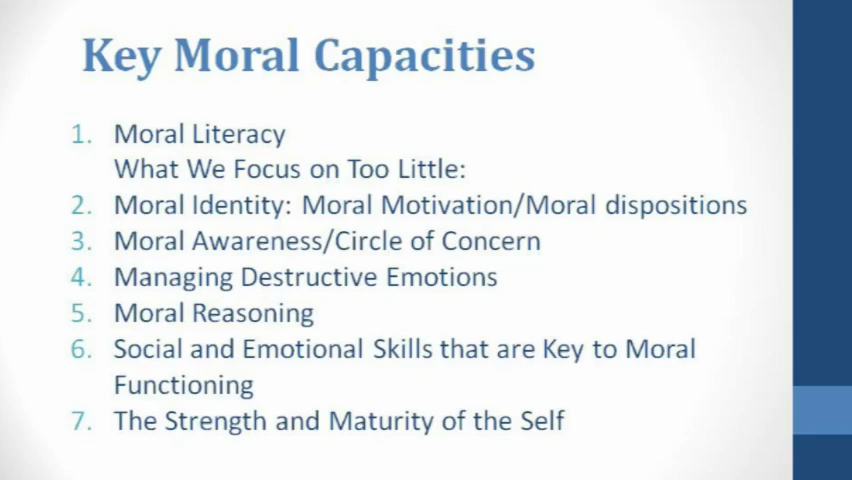 Key Moral Capacities
1. Moral Literacy
What We Focus on Too Little:
2. Moral Identity: Moral Motivation/Moral dispositions
3. Moral Awareness/Circle of Concern
4. Managing Destructive Emotions
5. Moral Reasoning
6. Social and Emotional Skills that are Key to Moral
Functioning
7. The Strength and Maturity of the Self